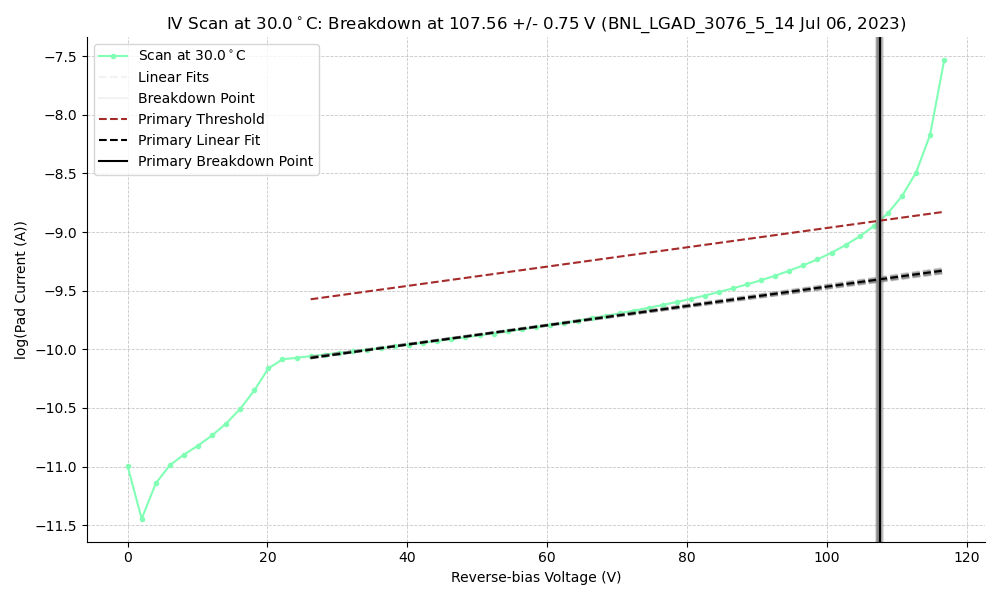 IV Scan at 30.0°C: Breakdown at 107.56 +/- 0.75 V (BNL_LGAD_3076_5_14 Jul 06, 2023)
Scan at 30.0°C
Linear Fits
Breakdown Point
Primary Threshold
Primary Linear Fit
Primary Breakdown Point
log(Pad Current (A))
−7.5
−8.0
−8.5
−9.0
−9.5
−10.0
−10.5
−11.0
−11.5
0 20 40 60 80 100 120
Reverse-bias Voltage (V)